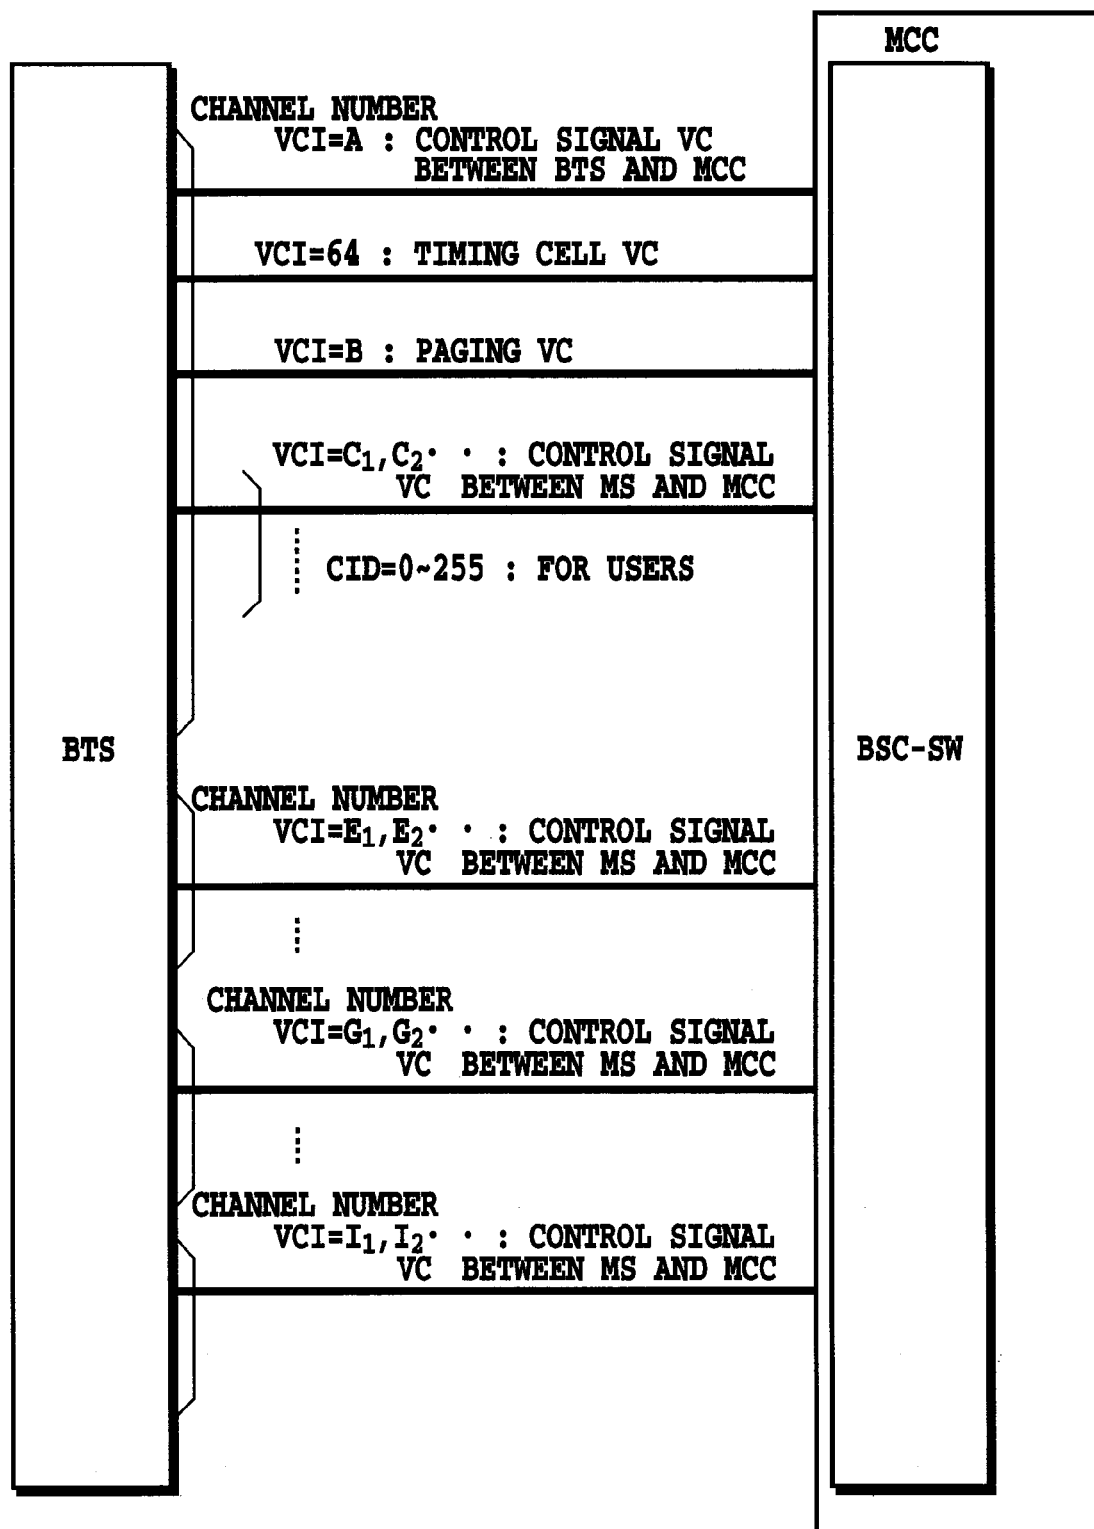 MCC
CHANNEL NUMBER
VCI=A : CONTROL SIGNAL VC
BETWEEN BTS AND MCC
VCI=64 : TIMING CELL VC
VCI=B : PAGING VC
VCI=C₁,C₂· · : CONTROL SIGNAL
VC BETWEEN MS AND MCC
CID=0~255 : FOR USERS
BTS
BSC-SW
CHANNEL NUMBER
VCI=E₁,E₂· · : CONTROL SIGNAL
VC BETWEEN MS AND MCC
CHANNEL NUMBER
VCI=G₁,G₂· · : CONTROL SIGNAL
VC BETWEEN MS AND MCC
CHANNEL NUMBER
VCI=I₁,I₂· · : CONTROL SIGNAL
VC BETWEEN MS AND MCC